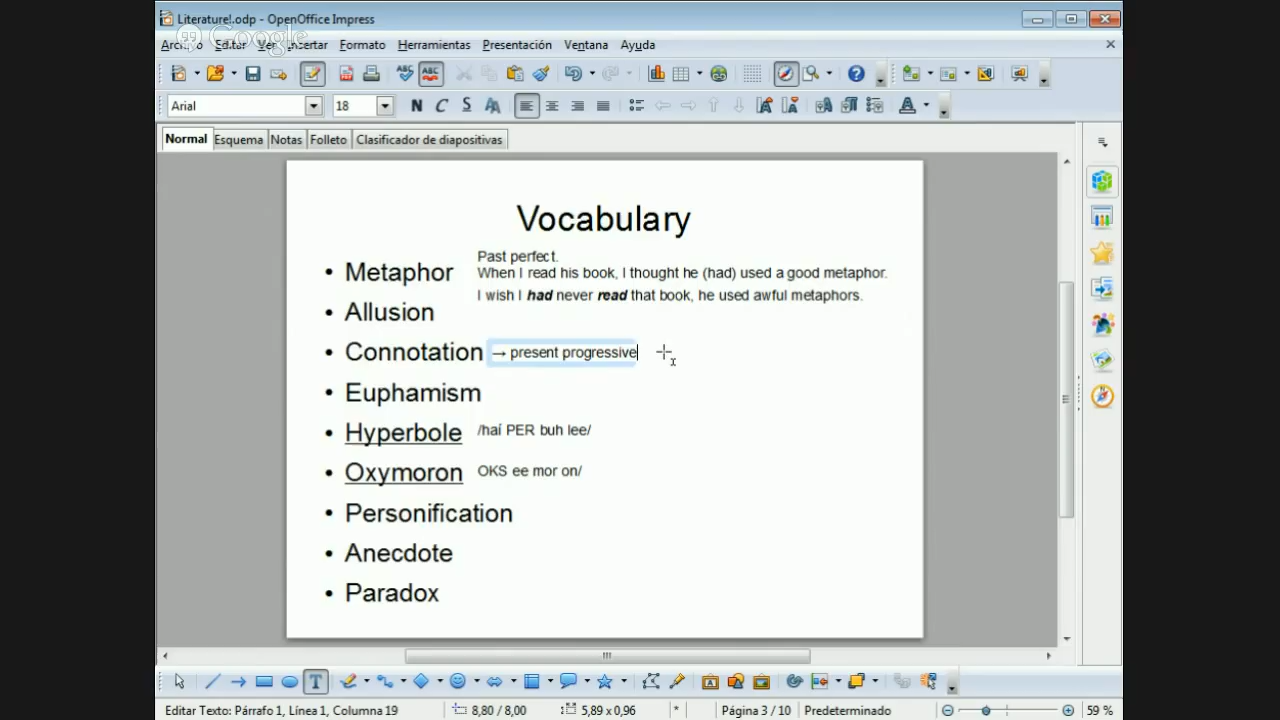 Literature!.odp - OpenOffice Impress
Google
Archivo Editar Ver Insertar Formato Herramientas Presentación Ventana Ayuda
Arial 18 N C S
Normal Esquema Notas Folleto Clasificador de diapositivas
Vocabulary
Past perfect.
• Metaphor When I read his book, I thought he (had) used a good metaphor.
I wish I had never read that book, he used awful metaphors.
• Allusion
• Connotation → present progressive
• Euphamism
• Hyperbole /haí PER buh lee/
• Oxymoron OKS ee mor on/
• Personification
• Anecdote
• Paradox
Editar Texto: Párrafo 1, Línea 1, Columna 19 8,80 / 8,00 5,89 x 0,96 * Página 3 / 10 Predeterminado 59 %